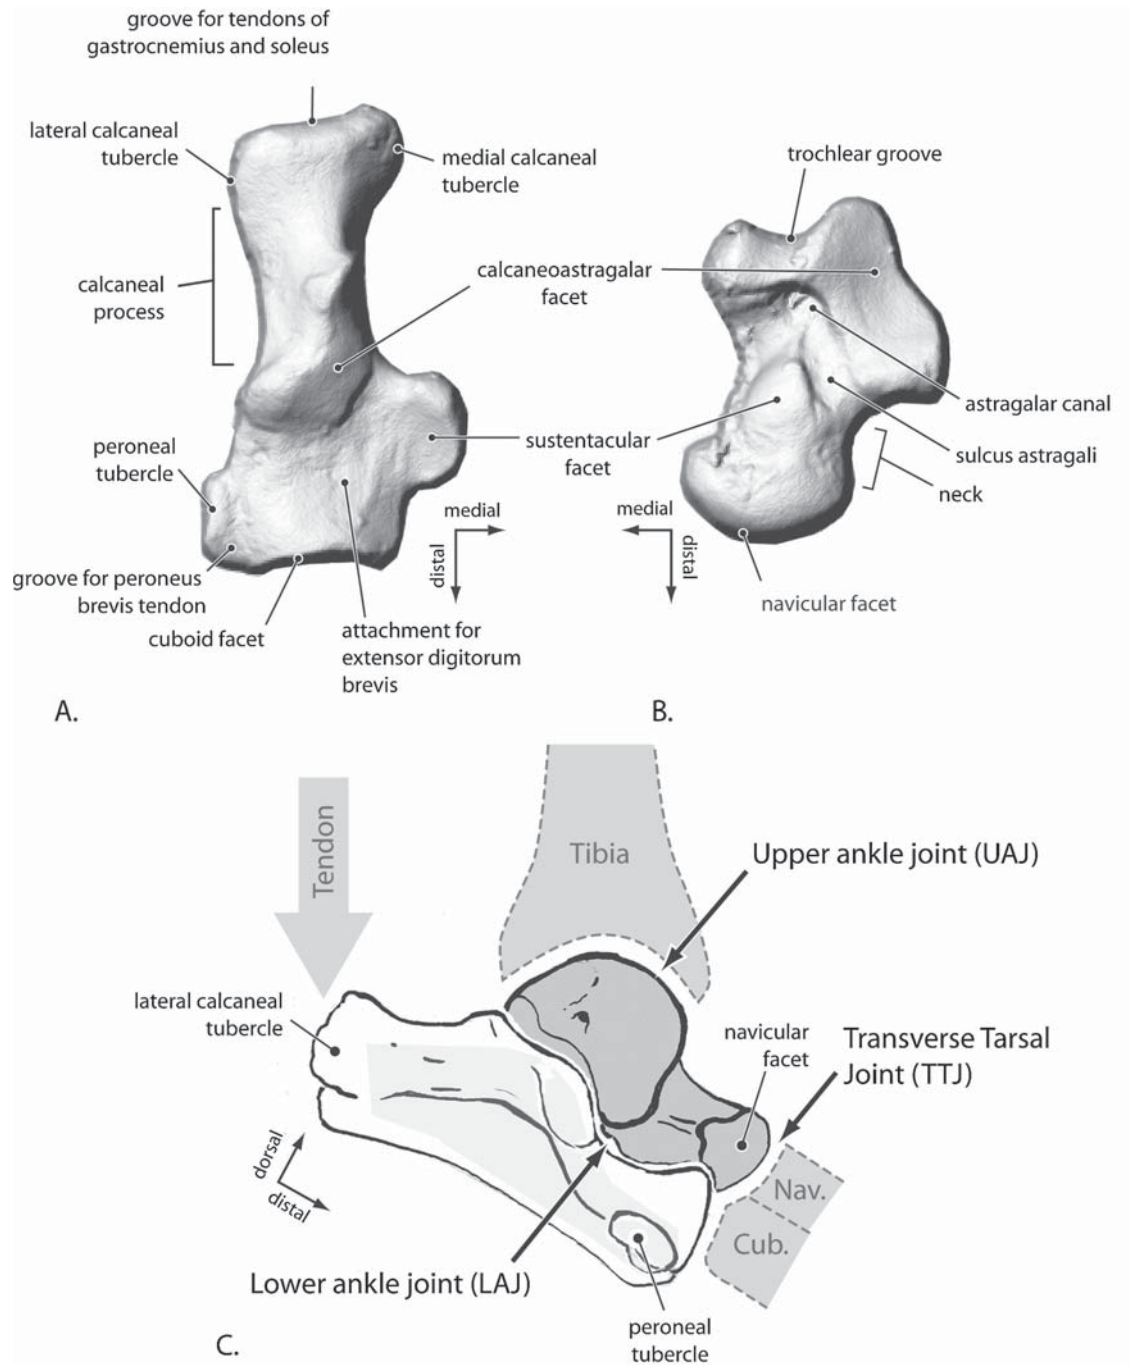 groove for tendons of
gastrocnemius and soleus
lateral calcaneal
tubercle
medial calcaneal
tubercle
trochlear groove
calcaneal
process
calcaneoastragalar
facet
astragalar canal
peroneal
tubercle
sustentacular
facet
sulcus astragali
neck
medial
distal
medial
distal
groove for peroneus
brevis tendon
cuboid facet
attachment for
extensor digitorum
brevis
navicular facet
A.
B.
Tendon
Tibia
Upper ankle joint (UAJ)
lateral calcaneal
tubercle
navicular
facet
Transverse Tarsal
Joint (TTJ)
dorsal
distal
Nav.
Cub.
Lower ankle joint (LAJ)
peroneal
tubercle
C.